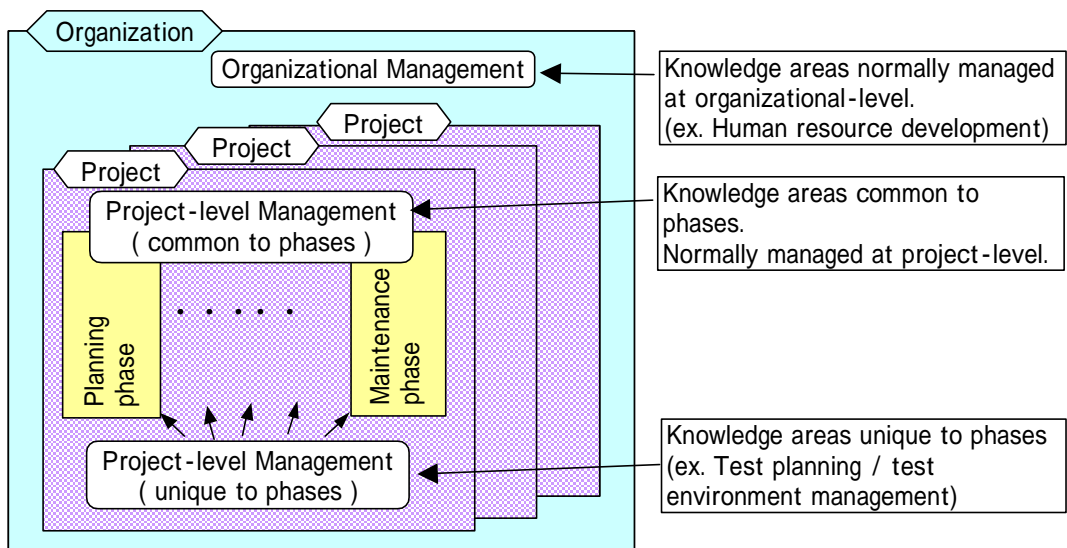 Organization
Organizational Management
Knowledge areas normally managed
at organizational-level.
(ex. Human resource development)
Project
Project
Project
Project-level Management
( common to phases )
Knowledge areas common to
phases.
Normally managed at project-level.
Planning
phase
. . . . .
Maintenance
phase
Project-level Management
( unique to phases )
Knowledge areas unique to phases
(ex. Test planning / test
environment management)